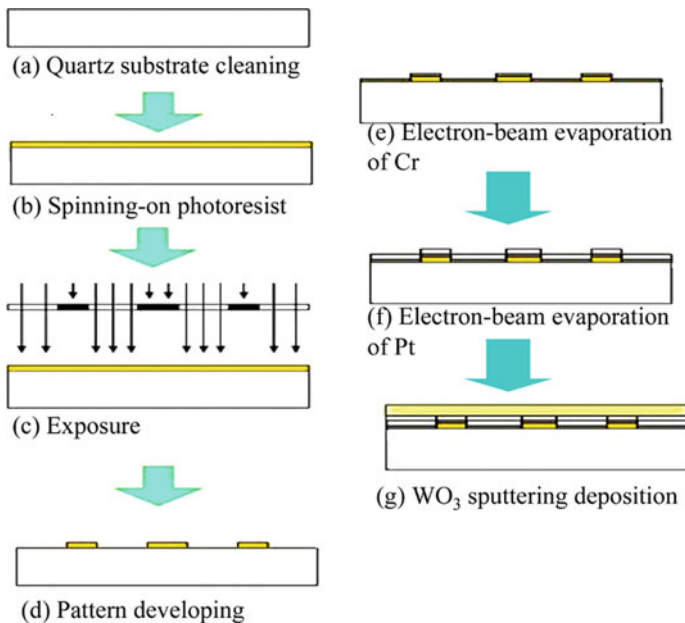 (a) Quartz substrate cleaning
(b) Spinning-on photoresist
(c) Exposure
(d) Pattern developing
(e) Electron-beam evaporation
of Cr
(f) Electron-beam evaporation
of Pt
(g) WO₃ sputtering deposition